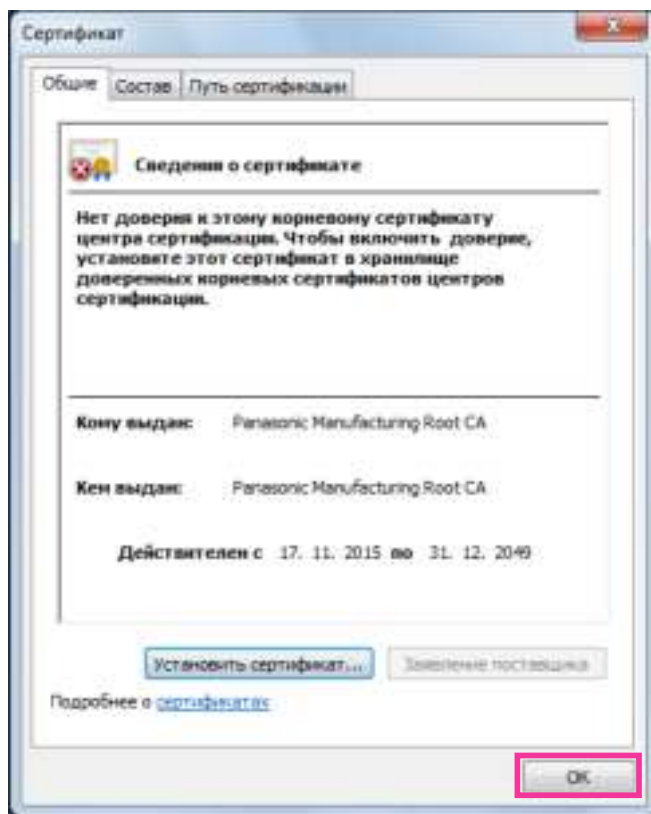 Сертификат
Общие Состав Путь сертификации
Сведения о сертификате
Нет доверия к этому корневому сертификату
центра сертификации. Чтобы включить доверие,
установите этот сертификат в хранилище
доверенных корневых сертификатов центров
сертификации.
Кому выдан: Panasonic Manufacturing Root CA
Кем выдан: Panasonic Manufacturing Root CA
Действителен с 17. 11. 2015 по 31. 12. 2049
Установить сертификат... Заявление поставщика
Подробнее о сертификатах
OK